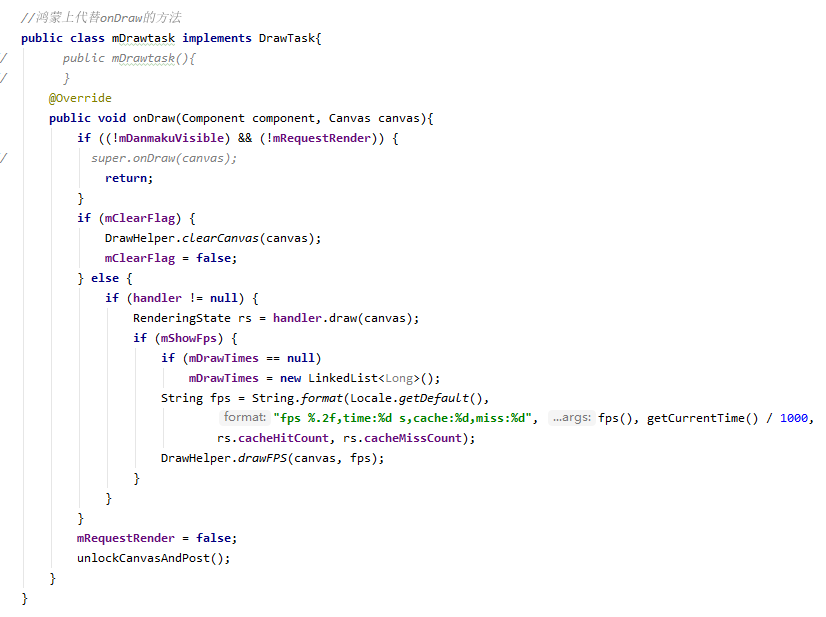 //鸿蒙上代替onDraw的方法
public class mDrawtask implements DrawTask{
/ public mDrawtask(){
/ }
@Override
public void onDraw(Component component, Canvas canvas){
if ((!mDanmakuVisible) && (!mRequestRender)) {
/ super.onDraw(canvas);
return;
}
if (mClearFlag) {
DrawHelper.clearCanvas(canvas);
mClearFlag = false;
} else {
if (handler != null) {
RenderingState rs = handler.draw(canvas);
if (mShowFps) {
if (mDrawTimes == null)
mDrawTimes = new LinkedList<Long>();
String fps = String.format(Locale.getDefault(),
format: "fps %.2f,time:%d s,cache:%d,miss:%d", ...args: fps(), getCurrentTime() / 1000,
rs.cacheHitCount, rs.cacheMissCount);
DrawHelper.drawFPS(canvas, fps);
}
}
}
mRequestRender = false;
unlockCanvasAndPost();
}
}